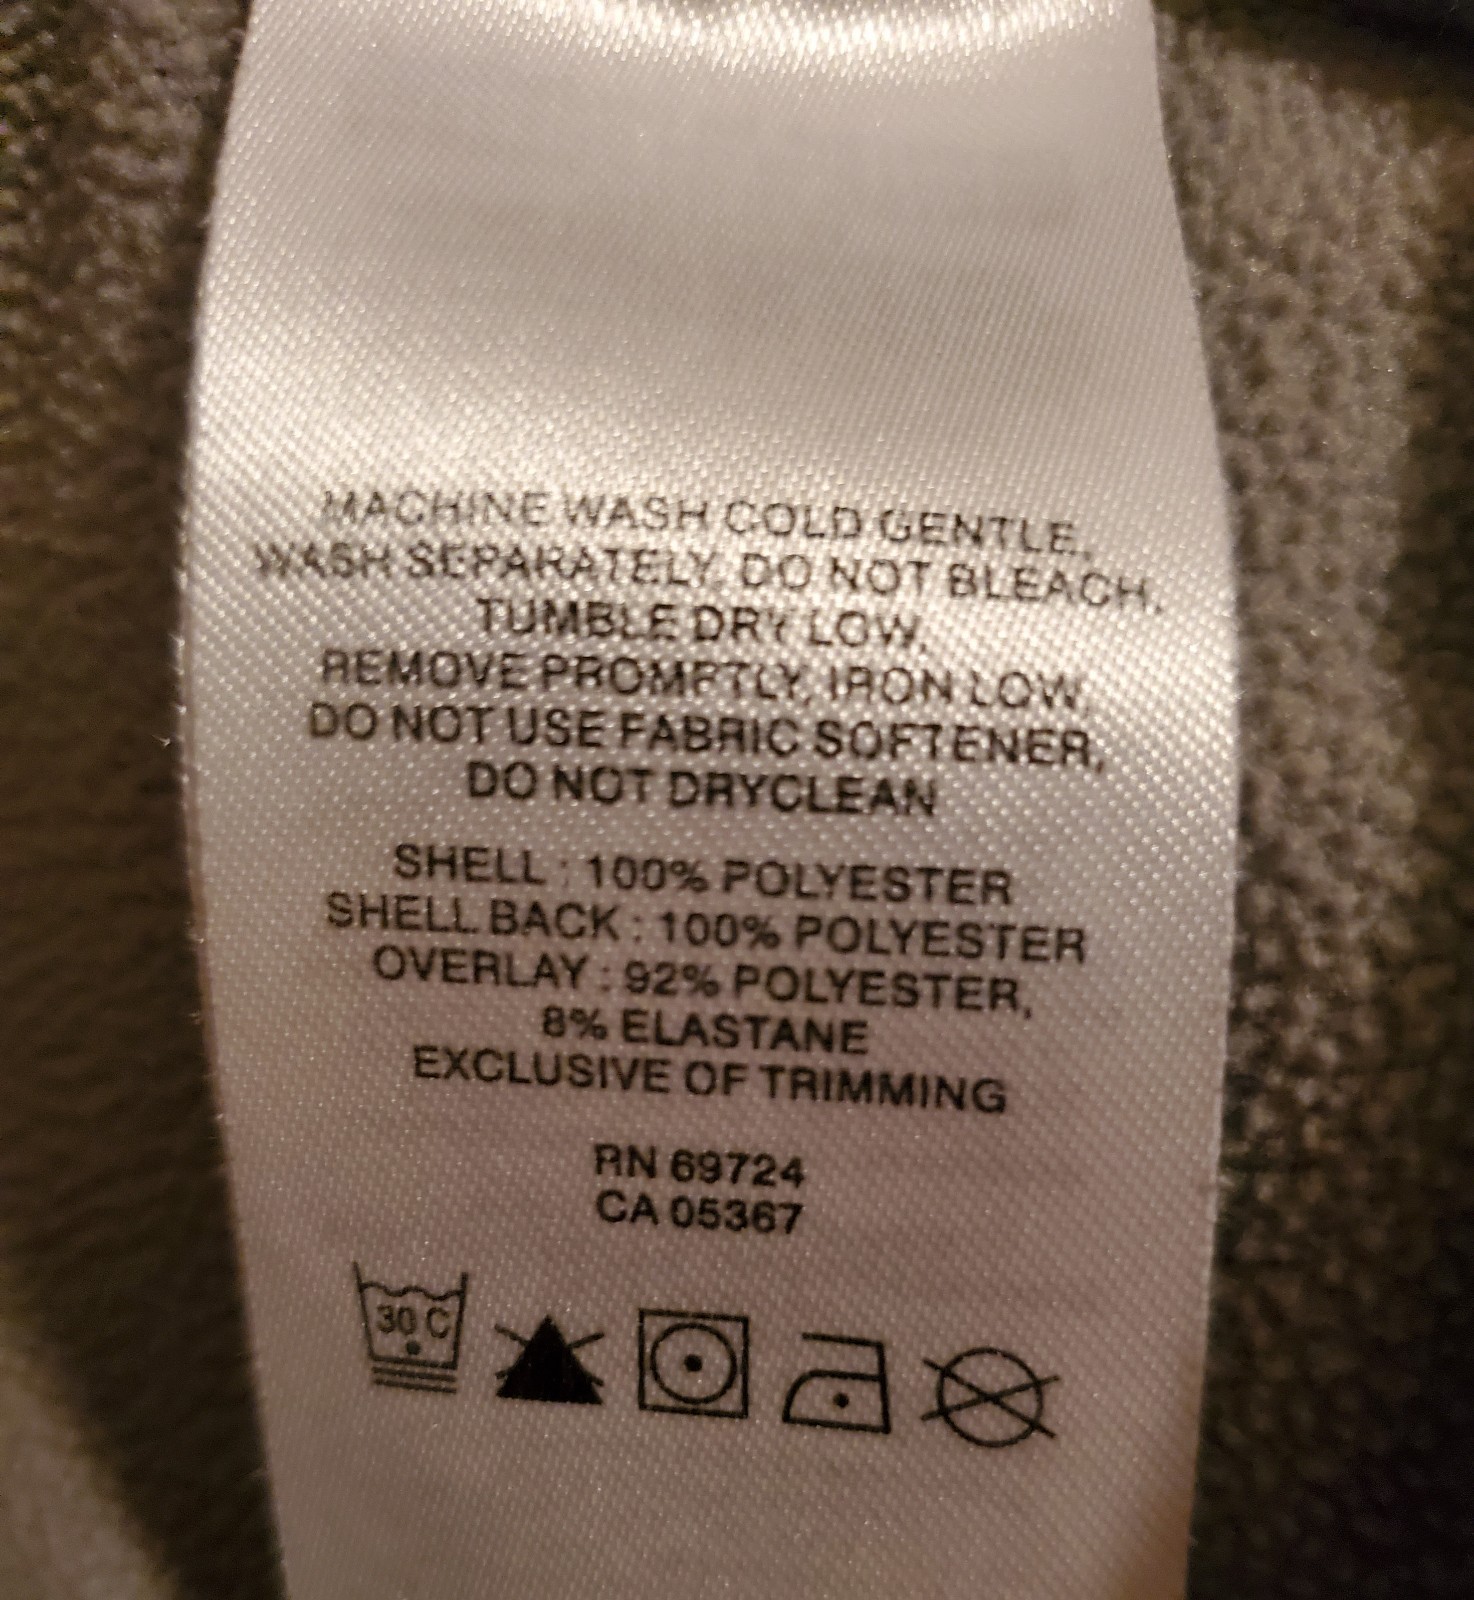 MACHINE WASH COLD GENTLE,
WASH SEPARATELY, DO NOT BLEACH,
TUMBLE DRY LOW,
REMOVE PROMPTLY, IRON LOW,
DO NOT USE FABRIC SOFTENER,
DO NOT DRYCLEAN
SHELL : 100% POLYESTER
SHELL BACK : 100% POLYESTER
OVERLAY : 92% POLYESTER,
8% ELASTANE
EXCLUSIVE OF TRIMMING
RN 69724
CA 05367
30 C